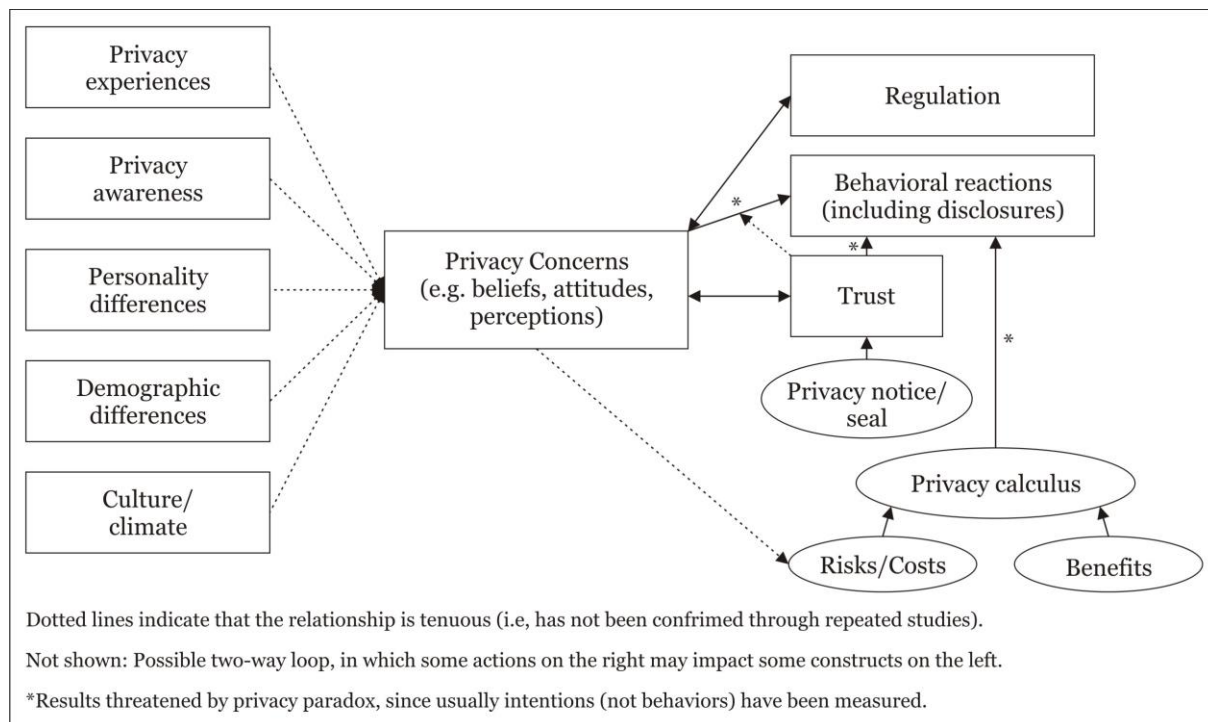 Privacy
experiences
Privacy
awareness
Personality
differences
Demographic
differences
Culture/
climate
Privacy Concerns
(e.g. beliefs, attitudes,
perceptions)
Regulation
*
Behavioral reactions
(including disclosures)
*
Trust
Privacy notice/
seal
*
Privacy calculus
Risks/Costs
Benefits
Dotted lines indicate that the relationship is tenuous (i.e, has not been confrimed through repeated studies).
Not shown: Possible two-way loop, in which some actions on the right may impact some constructs on the left.
*Results threatened by privacy paradox, since usually intentions (not behaviors) have been measured.